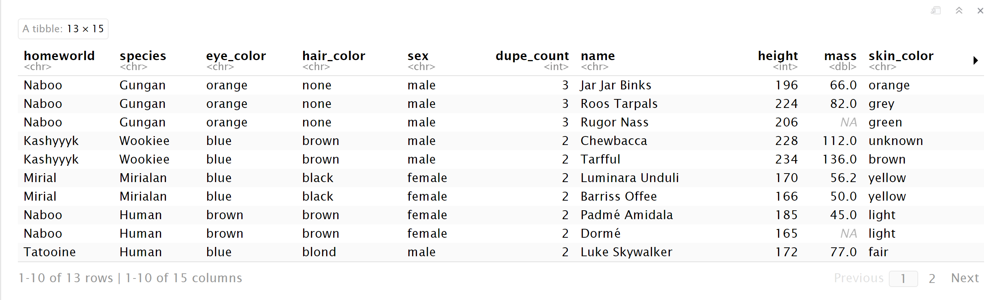 A tibble: 13 × 15
homeworld species eye_color hair_color sex dupe_count name height mass skin_color
<chr> <chr> <chr> <chr> <chr> <int> <chr> <int> <dbl> <chr>
Naboo Gungan orange none male 3 Jar Jar Binks 196 66.0 orange
Naboo Gungan orange none male 3 Roos Tarpals 224 82.0 grey
Naboo Gungan orange none male 3 Rugor Nass 206 NA green
Kashyyyk Wookiee blue brown male 2 Chewbacca 228 112.0 unknown
Kashyyyk Wookiee blue brown male 2 Tarfful 234 136.0 brown
Mirial Mirialan blue black female 2 Luminara Unduli 170 56.2 yellow
Mirial Mirialan blue black female 2 Barriss Offee 166 50.0 yellow
Naboo Human brown brown female 2 Padmé Amidala 185 45.0 light
Naboo Human brown brown female 2 Dormé 165 NA light
Tatooine Human blue blond male 2 Luke Skywalker 172 77.0 fair
1-10 of 13 rows | 1-10 of 15 columns Previous 1 2 Next